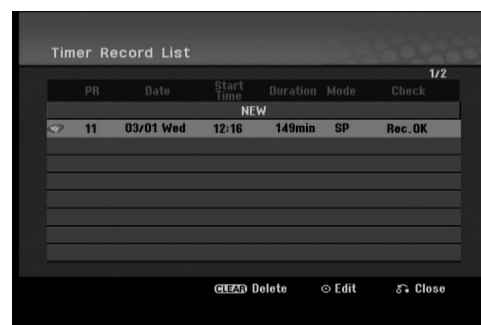 Timer Record List
1/2
PR Date Start Time Duration Mode Check
NEW
11 03/01 Wed 12:16 149min SP Rec.OK
CLEAR Delete ⊙ Edit Close